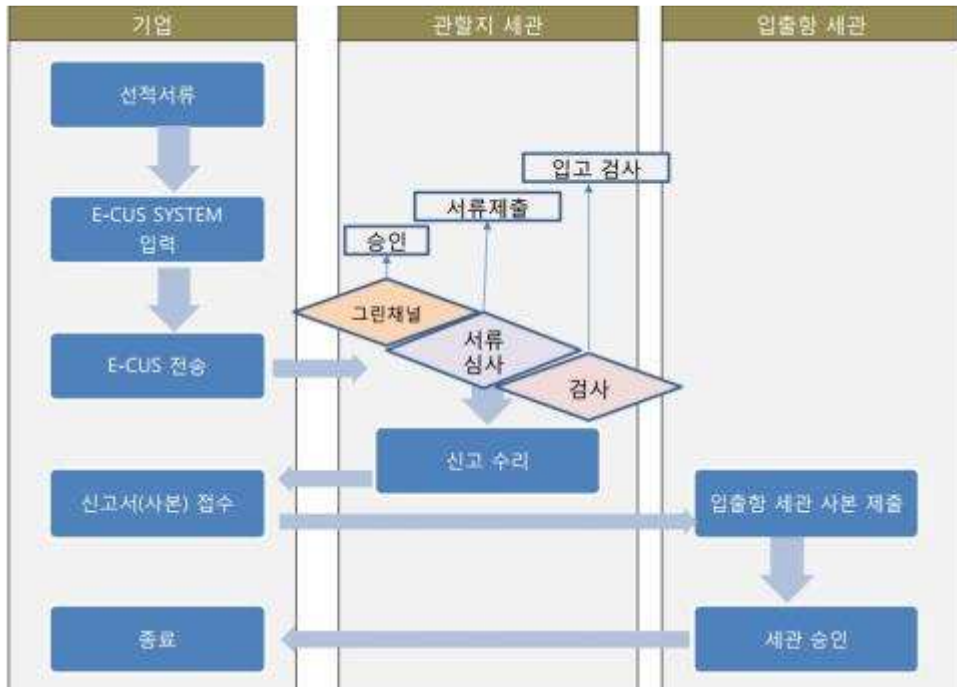 기업
관할지 세관
입출항 세관
선적서류
E-CUS SYSTEM
입력
E-CUS 전송
신고서(사본) 접수
종료
승인
서류제출
입고 검사
그린채널
서류
심사
검사
신고 수리
입출항 세관 사본 제출
세관 승인